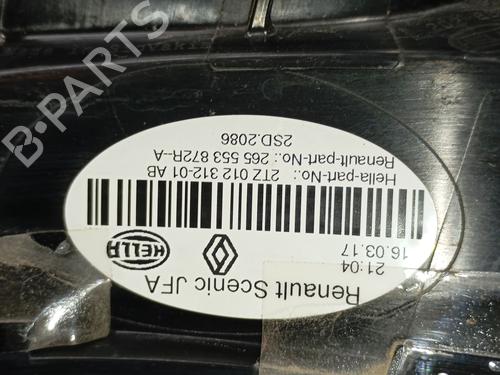 Renault Scenic JFA
21:04
16.03.17
HELLA
Hella-part-No.: 2TZ 012 312-01 AB
Renault-part-No.: 265 553 872R--A
2SD.2086
B-PARTS